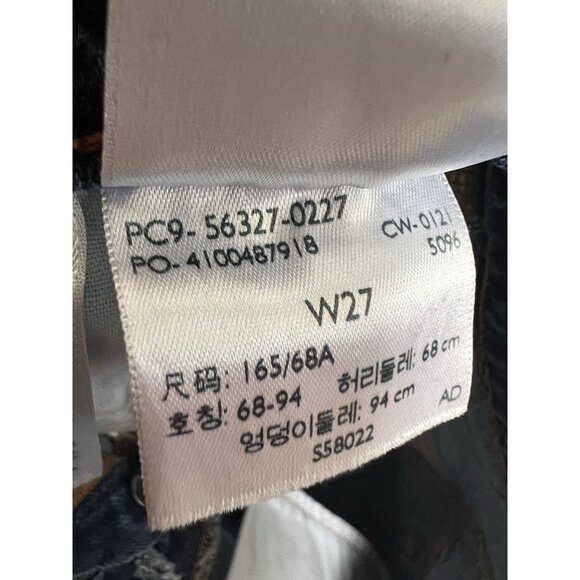 PC9- 56327-0227 CW-0121
PO- 4100487918 5096
W27
尺码: 165/68A 허리둘레: 68 cm
호칭: 68-94 엉덩이둘레: 94 cm AD
S58022